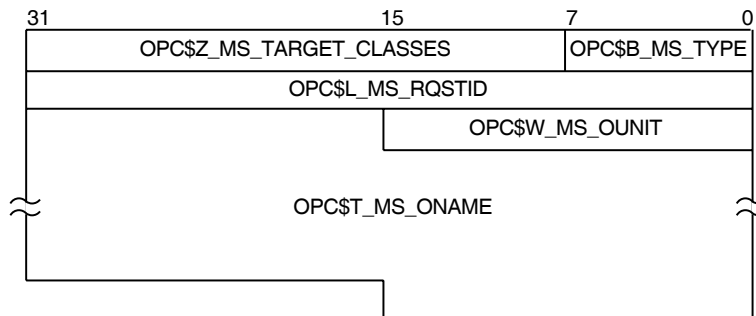 31 15 7 0
OPC$Z_MS_TARGET_CLASSES OPC$B_MS_TYPE
OPC$L_MS_RQSTID
OPC$W_MS_OUNIT
OPC$T_MS_ONAME